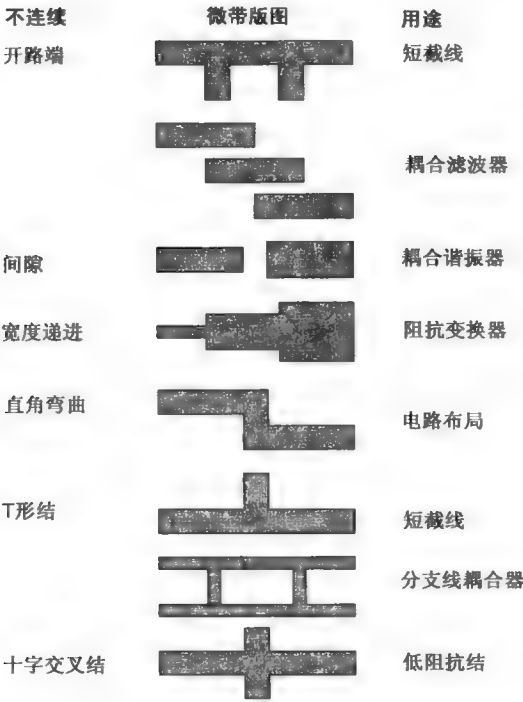 不连续 微带版图 用途
开路端 短截线
耦合滤波器
间隙 耦合谐振器
宽度递进 阻抗变换器
直角弯曲 电路布局
T形结 短截线
分支线耦合器
十字交叉结 低阻抗结